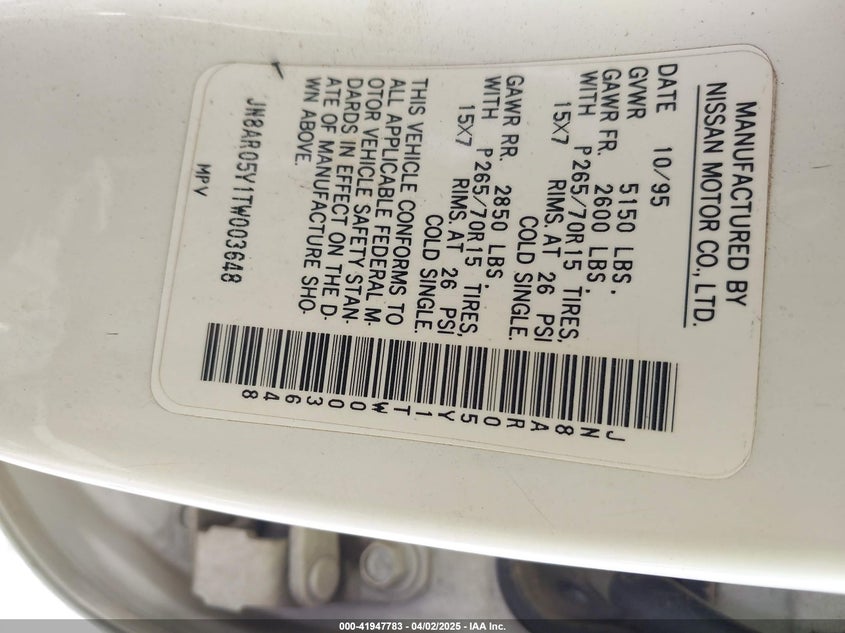 MANUFACTURED BY
NISSAN MOTOR CO., LTD.
DATE 10/95
GVWR 5150 LBS.
GAWR FR. 2600 LBS.
WITH P265/70R15 TIRES,
15X7 RIMS. AT 26 PSI
COLD SINGLE.
GAWR RR. 2850 LBS.
WITH P265/70R15 TIRES,
15X7 RIMS. AT 26 PSI
COLD SINGLE.
THIS VEHICLE CONFORMS TO
ALL APPLICABLE FEDERAL M-
OTOR VEHICLE SAFETY STAN-
DARDS IN EFFECT ON THE D-
ATE OF MANUFACTURE SHO-
WN ABOVE.
JN8AR05Y1TW003648
MPV
JN8AR05Y1TW003648
000-41947783 - 04/02/2025 - IAA Inc.